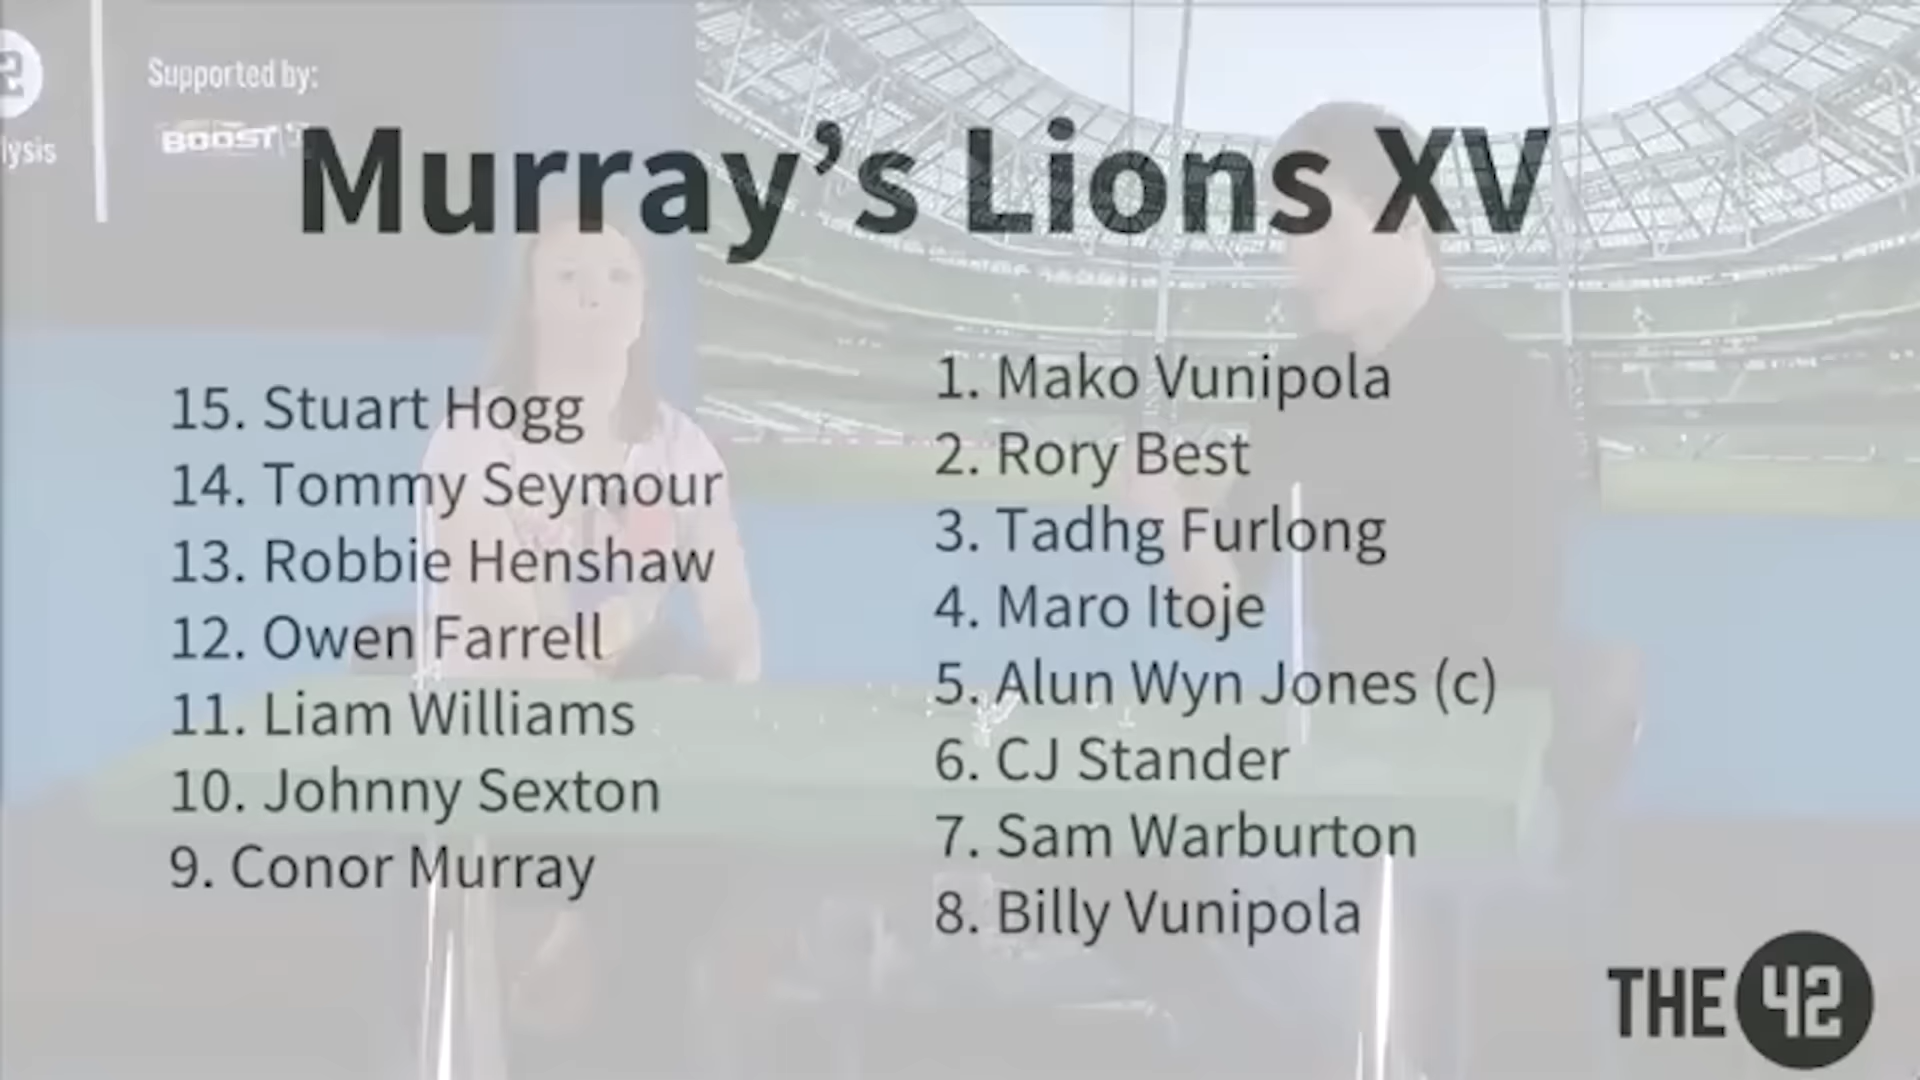 2
lysis
Supported by:
BOOST
Murray's Lions XV
15. Stuart Hogg
14. Tommy Seymour
13. Robbie Henshaw
12. Owen Farrell
11. Liam Williams
10. Johnny Sexton
9. Conor Murray
1. Mako Vunipola
2. Rory Best
3. Tadhg Furlong
4. Maro Itoje
5. Alun Wyn Jones (c)
6. CJ Stander
7. Sam Warburton
8. Billy Vunipola
THE 42